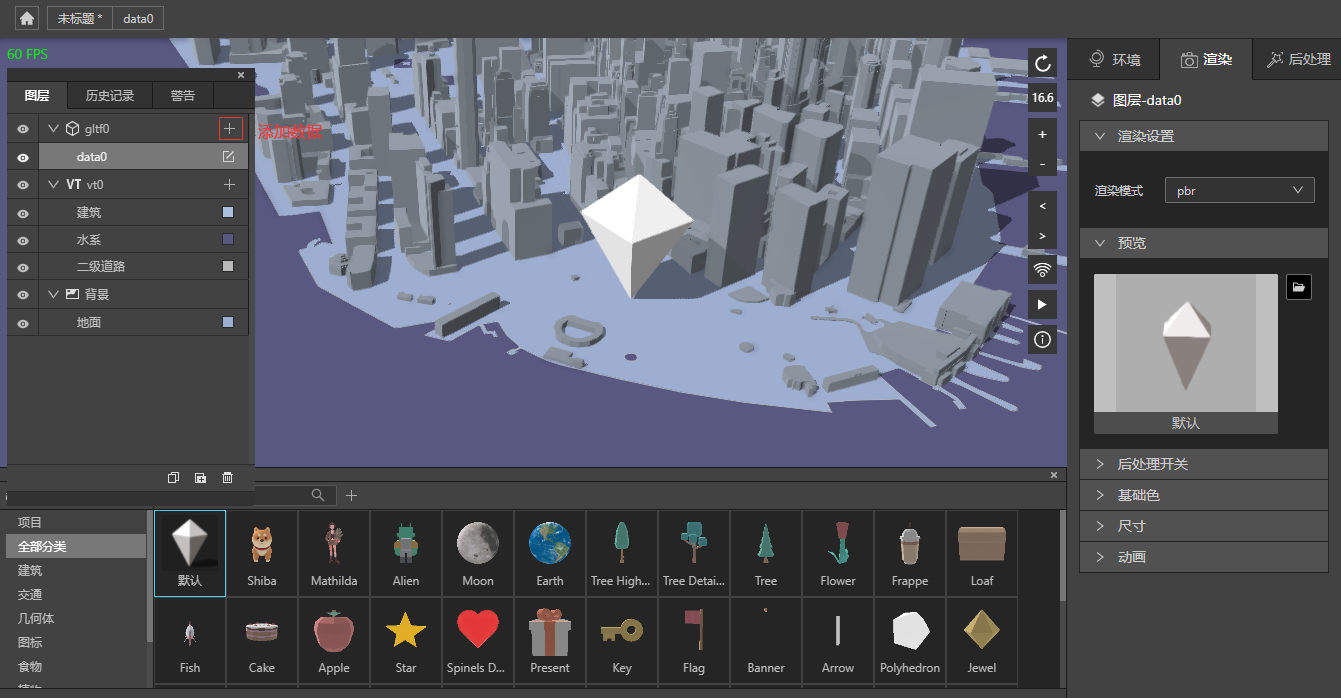 未标题 *
data0
60 FPS
图层
历史记录
警告
gltf0
添加数据
data0
VT vt0
建筑
水系
二级道路
背景
地面
16.6
+
-
<
>
环境
渲染
后处理
图层-data0
渲染设置
渲染模式
pbr
预览
默认
后处理开关
基础色
尺寸
动画
项目
全部分类
建筑
交通
几何体
图标
食物
默认
Shiba
Mathilda
Alien
Moon
Earth
Tree High...
Tree Detai...
Tree
Flower
Frappe
Loaf
Fish
Cake
Apple
Star
Spinels D...
Present
Key
Flag
Banner
Arrow
Polyhedron
Jewel